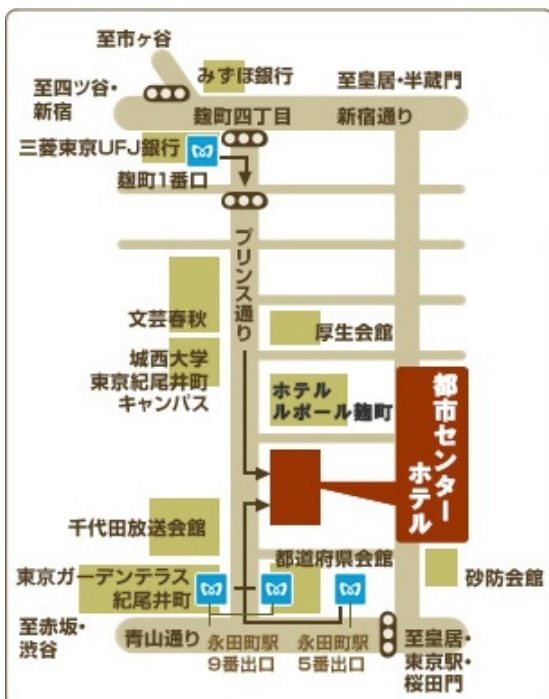 至市ヶ谷
みずほ銀行
至四ツ谷・
新宿
至皇居・半蔵門
麹町四丁目
新宿通り
三菱東京UFJ銀行
麹町1番口
プリンス通り
文芸春秋
厚生会館
城西大学
東京紀尾井町
キャンパス
ホテル
ルポール麹町
都市センター
ホテル
千代田放送会館
東京ガーデンテラス
紀尾井町
都道府県会館
砂防会館
至赤坂・
渋谷
青山通り
永田町駅
9番出口
永田町駅
5番出口
至皇居・
東京駅・
桜田門